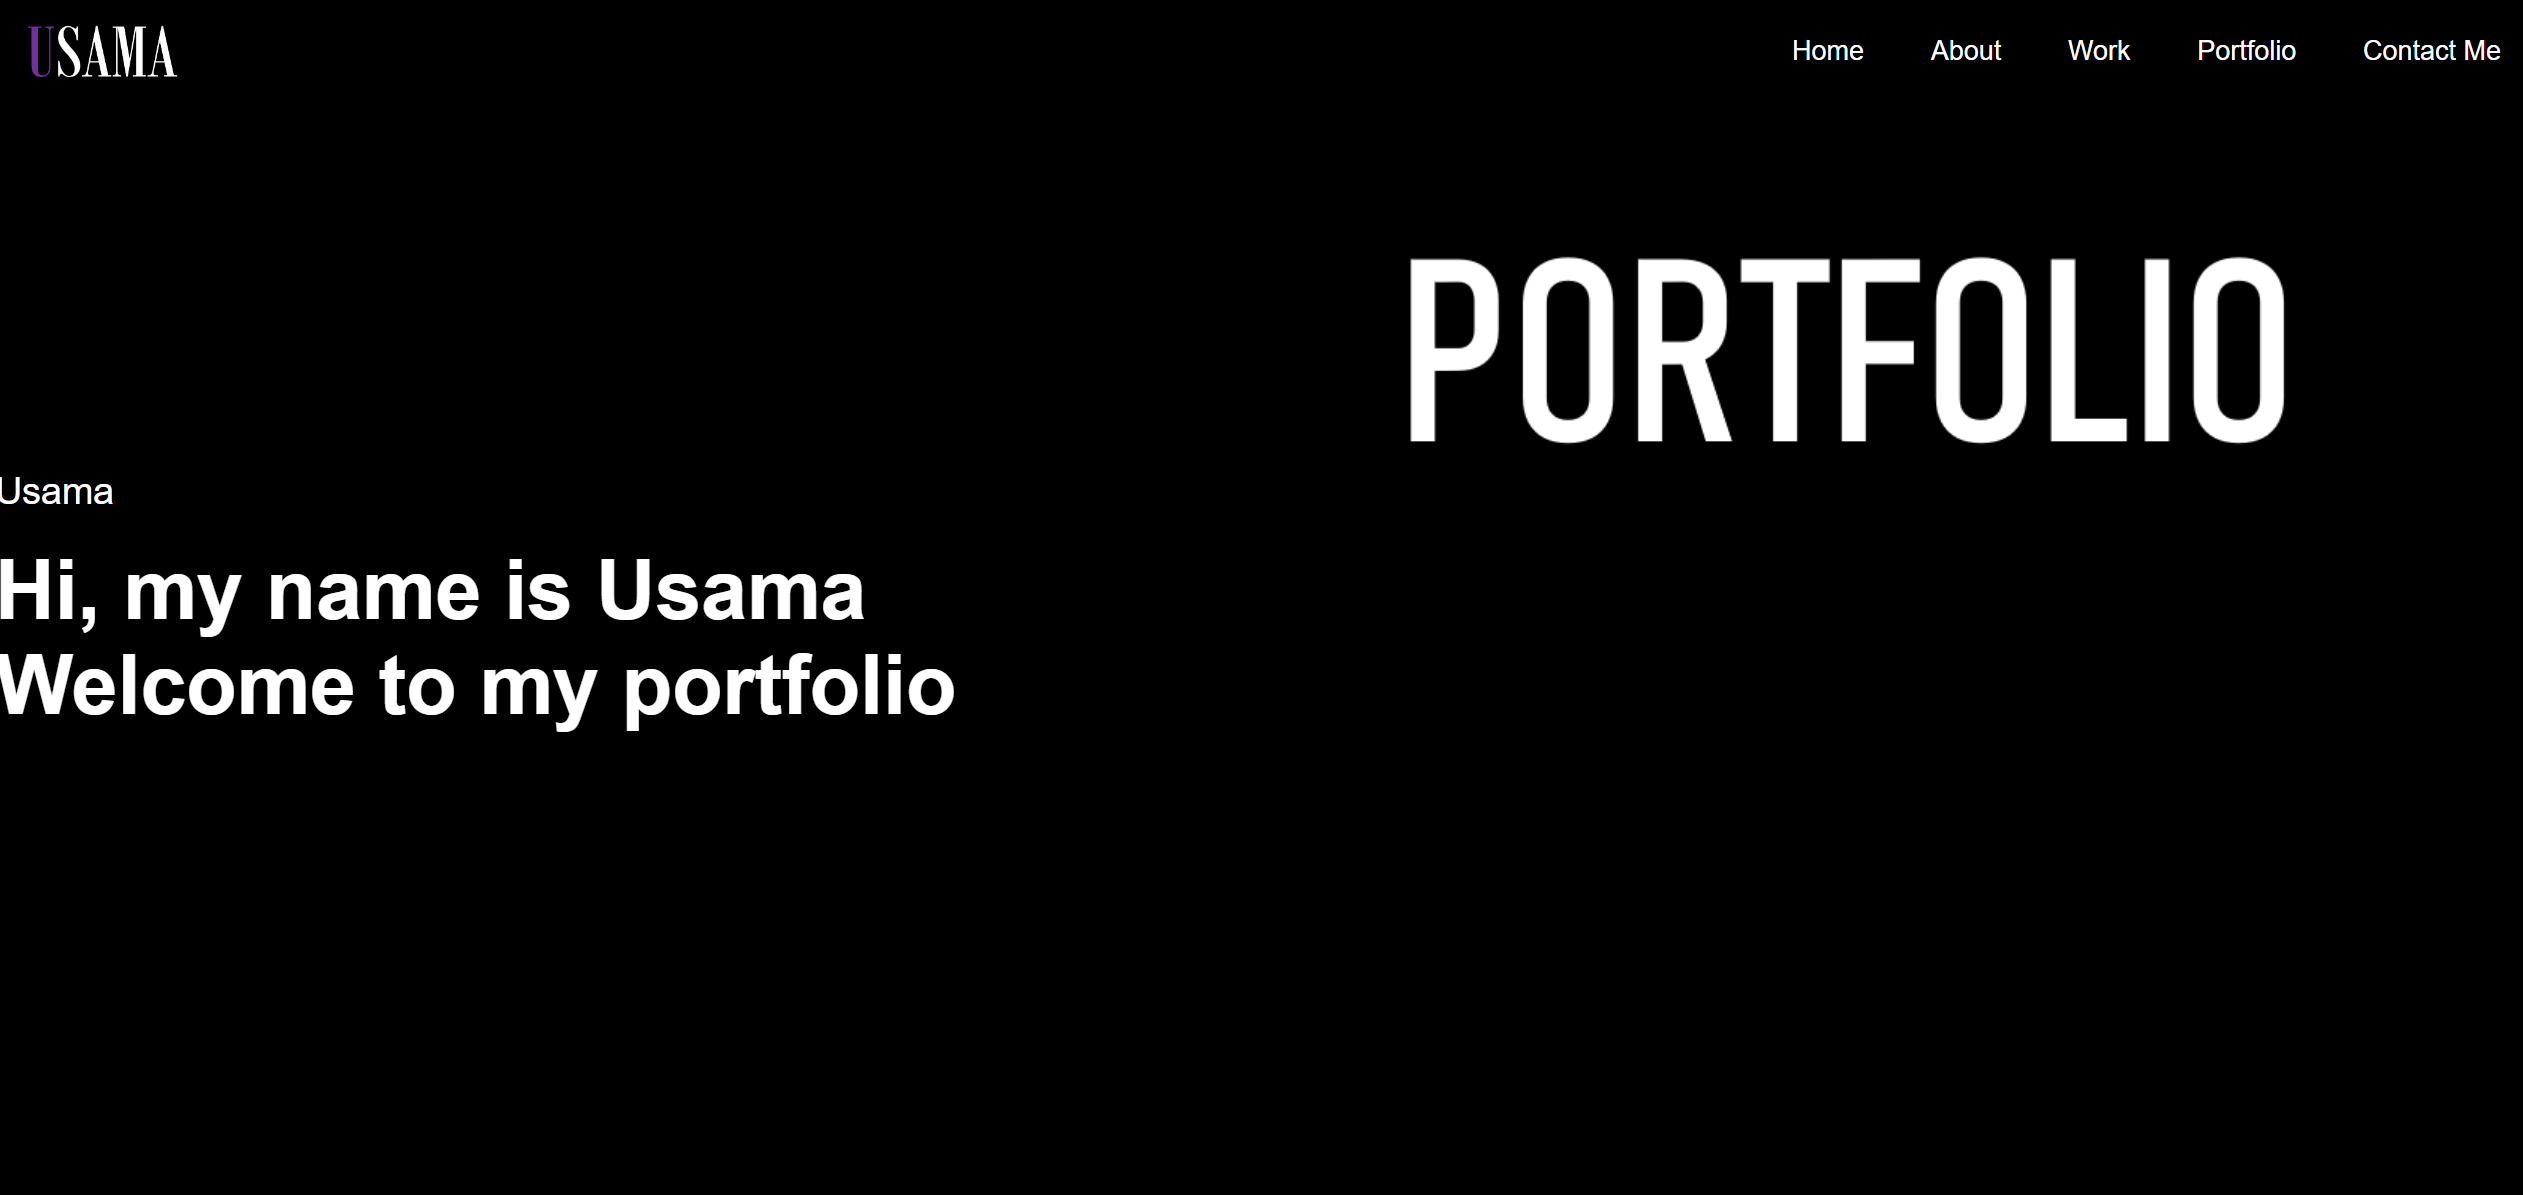 USAMA
Home About Work Portfolio Contact Me
PORTFOLIO
Usama
Hi, my name is Usama
Welcome to my portfolio